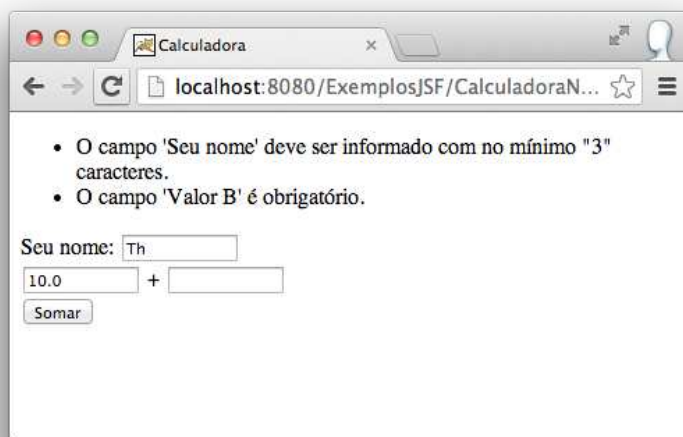 Calculadora
localhost:8080/ExemplosJSF/CalculadoraN...
• O campo 'Seu nome' deve ser informado com no mínimo "3"
caracteres.
• O campo 'Valor B' é obrigatório.
Seu nome: Th
10.0 +
Somar